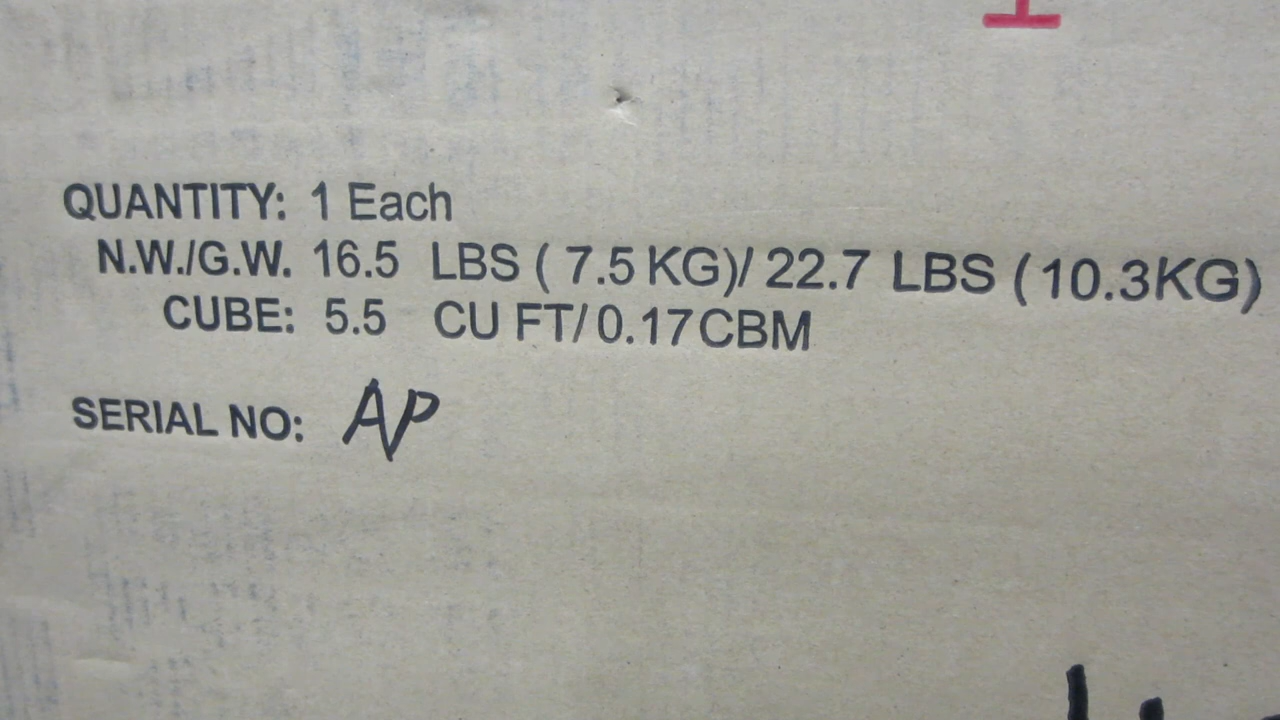 QUANTITY: 1 Each
N.W./G.W. 16.5 LBS ( 7.5 KG)/ 22.7 LBS (10.3KG)
CUBE: 5.5 CU FT/ 0.17CBM
SERIAL NO: AP